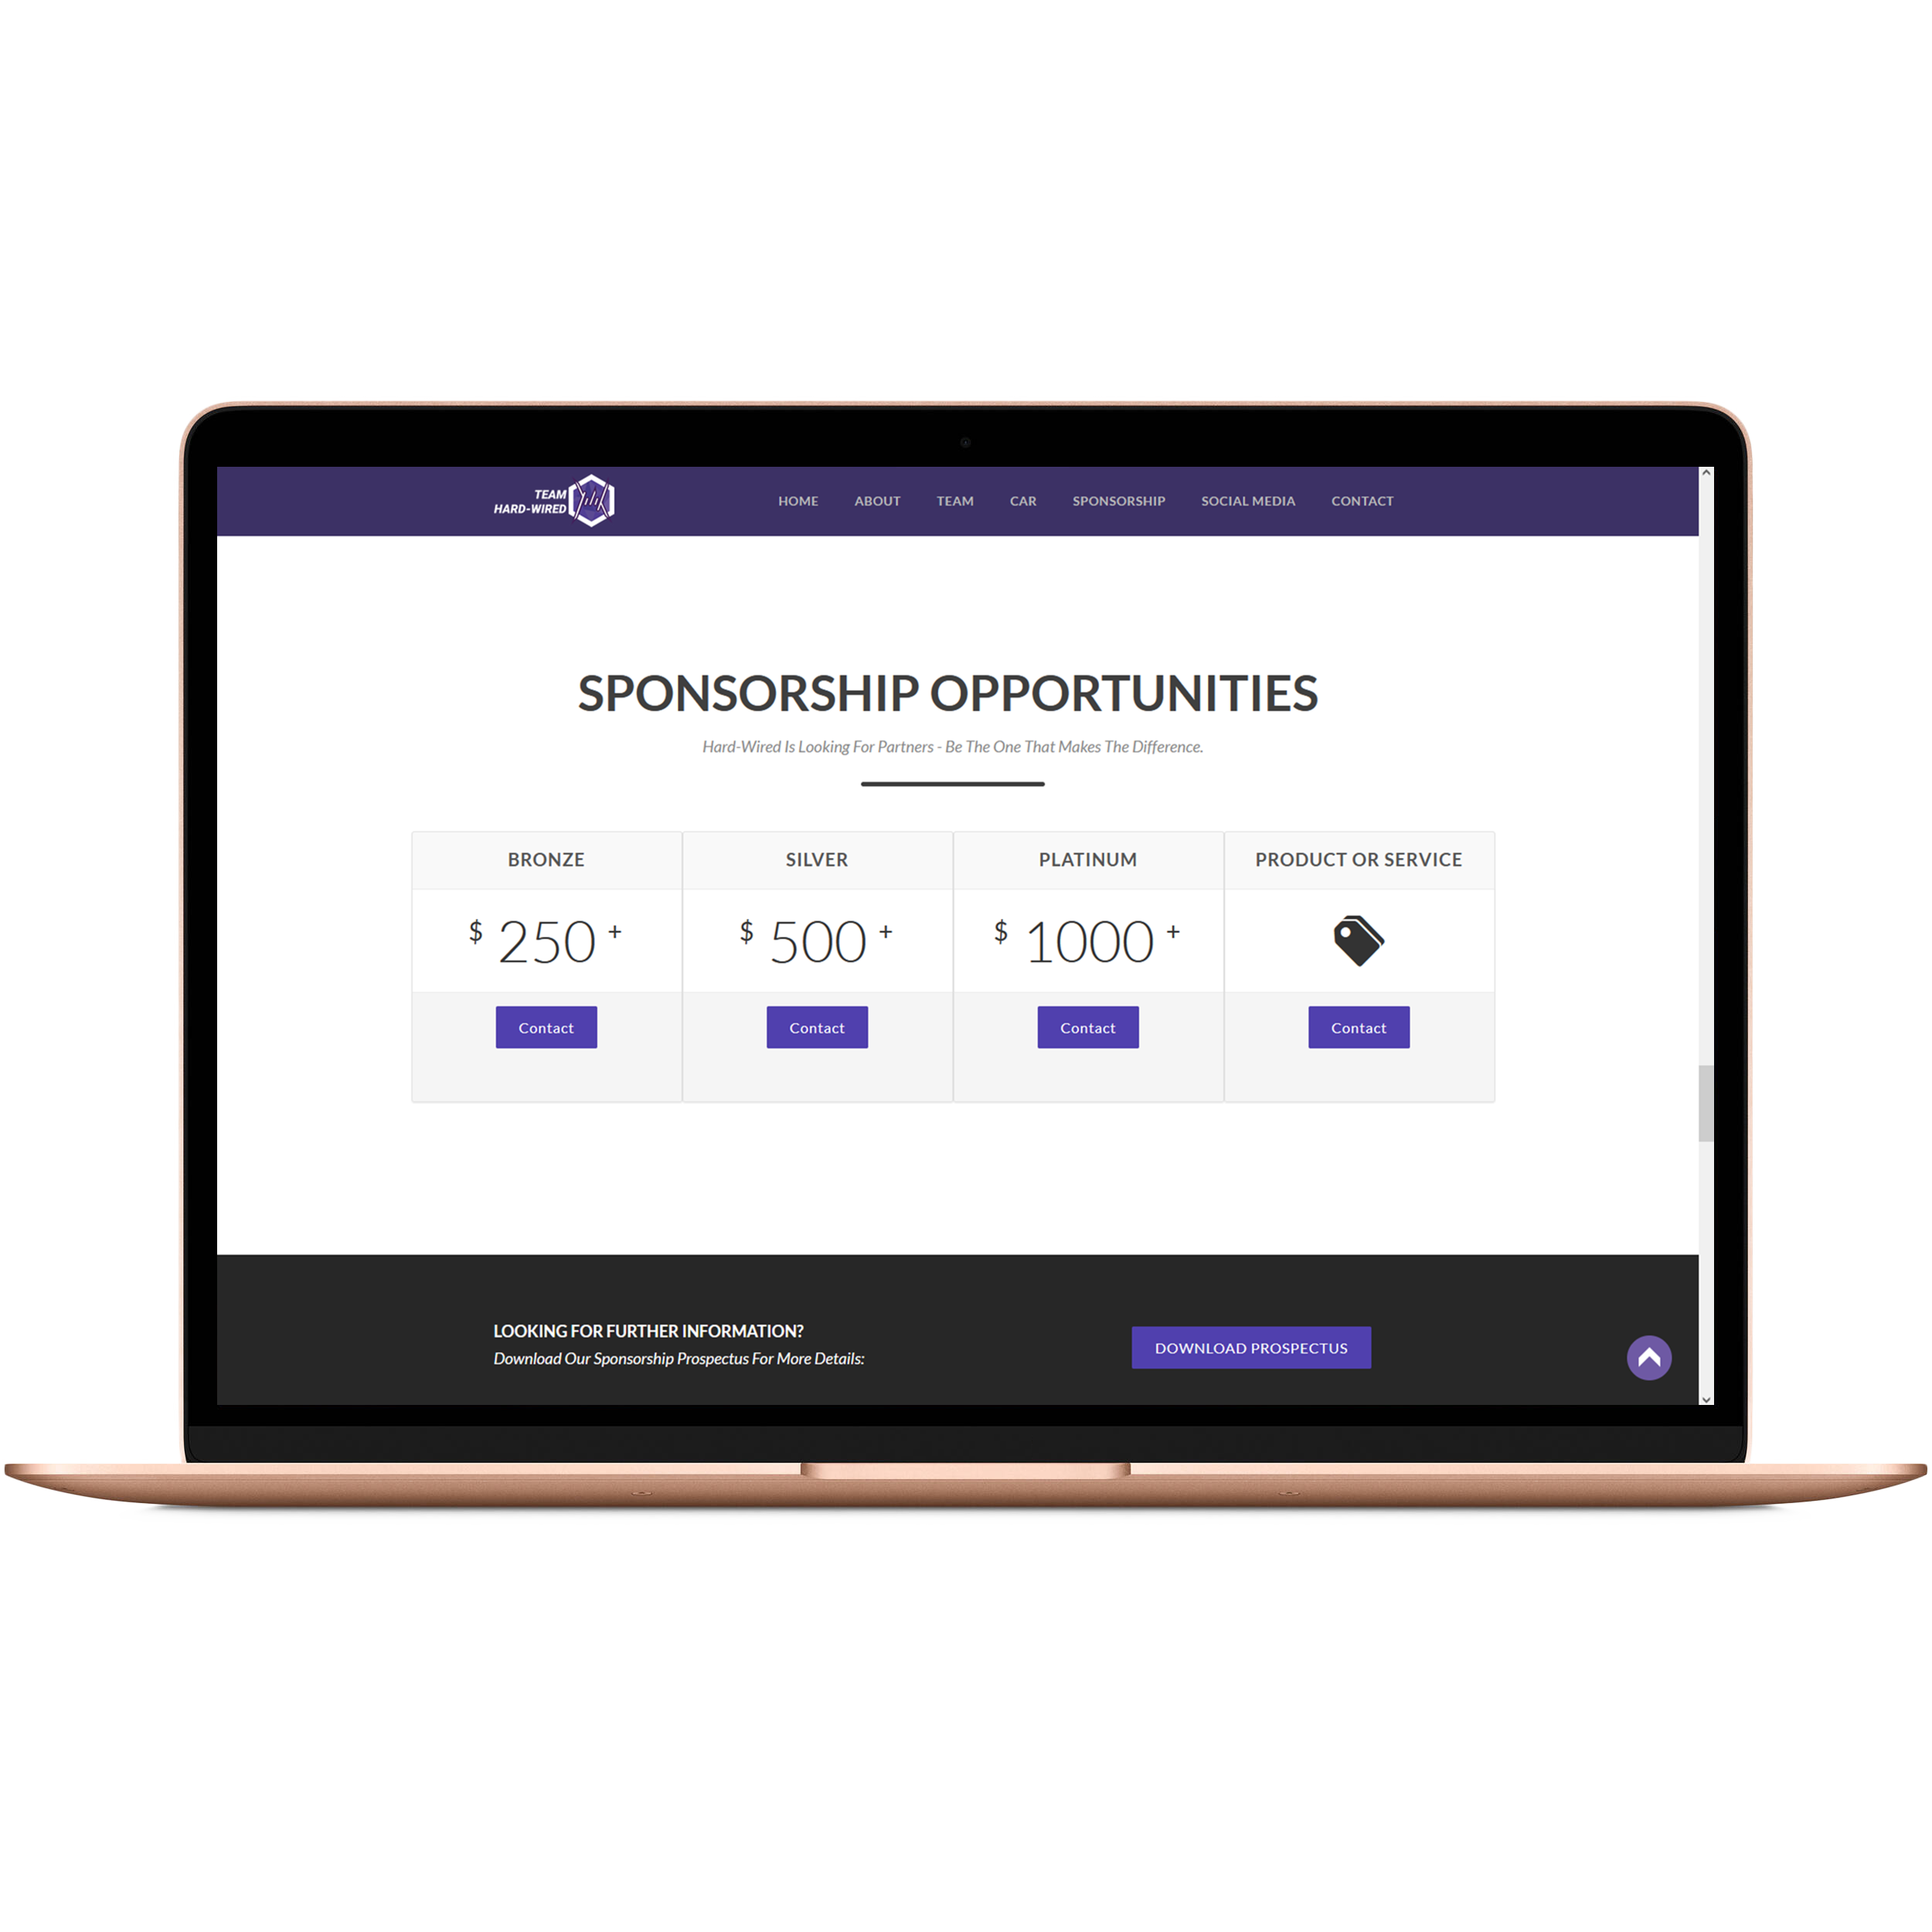 TEAM
HARD-WIRED
HOME ABOUT TEAM CAR SPONSORSHIP SOCIAL MEDIA CONTACT
SPONSORSHIP OPPORTUNITIES
Hard-Wired Is Looking For Partners - Be The One That Makes The Difference.
BRONZE SILVER PLATINUM PRODUCT OR SERVICE
$ 250 + $ 500 + $ 1000 +
Contact Contact Contact Contact
LOOKING FOR FURTHER INFORMATION?
Download Our Sponsorship Prospectus For More Details:
DOWNLOAD PROSPECTUS